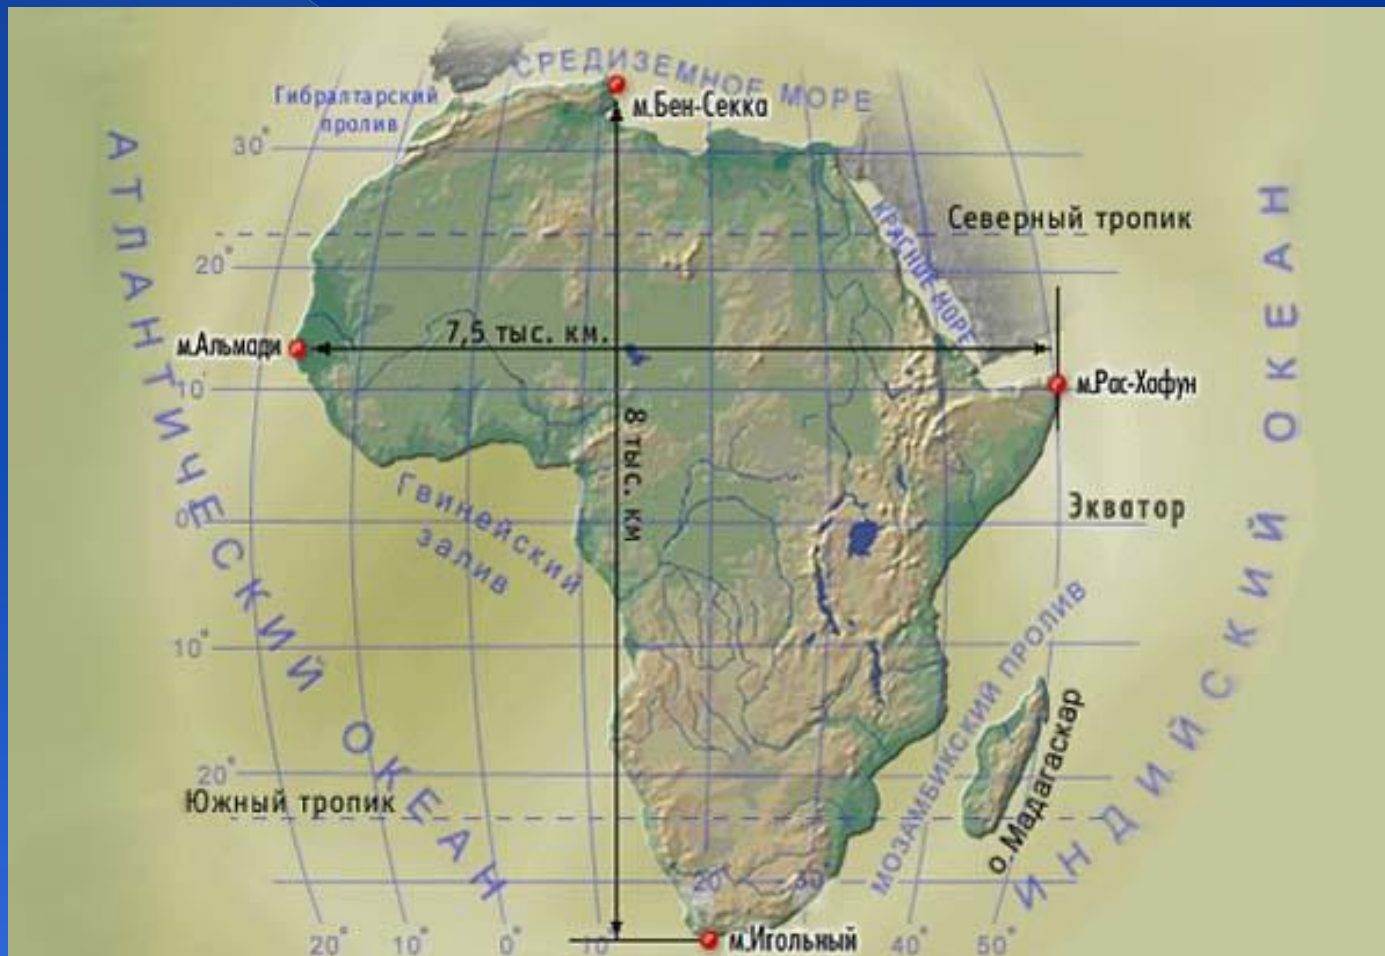 СРЕДИЗЕМНОЕ МОРЕ
Гибралтарский
пролив
м.Бен-Секка
30°
Северный тропик
КРАСНОЕ МОРЕ
АТЛАНТИЧЕСКИЙ ОКЕАН
ИНДИЙСКИЙ ОКЕАН
20°
7,5 тыс. км.
м.Альмади
10°
м.Рас-Хафун
8 тыс. км
Гвинейский
залив
0°
Экватор
10°
МОЗАМБИКСКИЙ ПРОЛИВ
о.Мадагаскар
20°
Южный тропик
20° 10° 0° 10° 20° 30° 40° 50°
м.Игольный